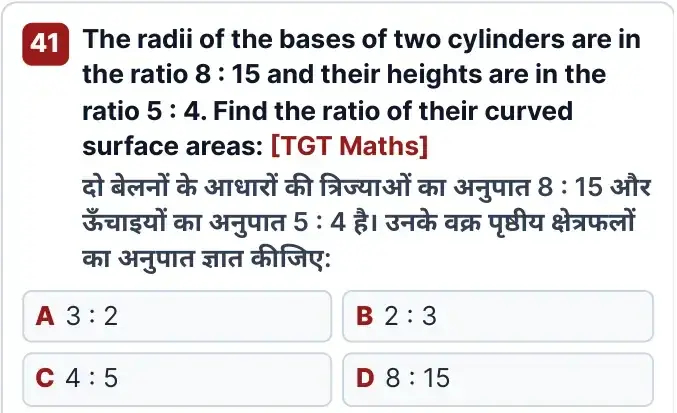 41 The radii of the bases of two cylinders are in
the ratio 8 : 15 and their heights are in the
ratio 5 : 4. Find the ratio of their curved
surface areas: [TGT Maths]
दो बेलनों के आधारों की त्रिज्याओं का अनुपात 8 : 15 और
ऊँचाइयों का अनुपात 5 : 4 है। उनके वक्र पृष्ठीय क्षेत्रफलों
का अनुपात ज्ञात कीजिए:
A 3 : 2
B 2 : 3
C 4 : 5
D 8 : 15